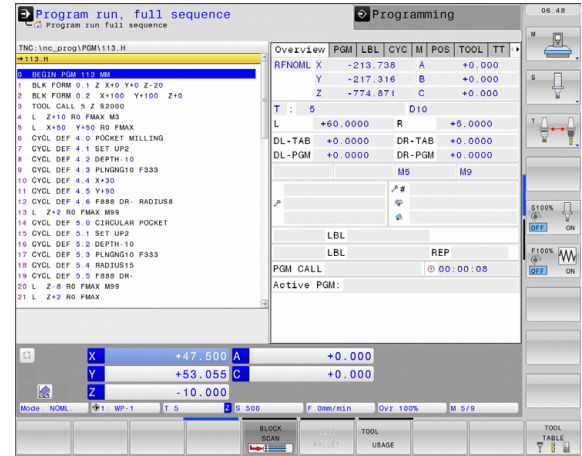 Program run, full sequence
Program run full sequence
Programming
06:48
TNC:\nc_prog\PGM\113.H
→113.H
0 BEGIN PGM 113 MM
1 BLK FORM 0.1 Z X+0 Y+0 Z-20
2 BLK FORM 0.2 X+100 Y+100 Z+0
3 TOOL CALL 5 Z S2000
4 L Z+10 R0 FMAX M3
5 L X+50 Y+50 R0 FMAX
6 CYCL DEF 4.0 POCKET MILLING
7 CYCL DEF 4.1 SET UP2
8 CYCL DEF 4.2 DEPTH-10
9 CYCL DEF 4.3 PLNGNG10 F333
10 CYCL DEF 4.4 X+30
11 CYCL DEF 4.5 Y+90
12 CYCL DEF 4.6 F888 DR- RADIUS8
13 L Z+2 R0 FMAX M99
14 CYCL DEF 5.0 CIRCULAR POCKET
15 CYCL DEF 5.1 SET UP2
16 CYCL DEF 5.2 DEPTH-10
17 CYCL DEF 5.3 PLNGNG10 F333
18 CYCL DEF 5.4 RADIUS15
19 CYCL DEF 5.5 F888 DR-
20 L Z-8 R0 FMAX M99
21 L Z+2 R0 FMAX
Overview PGM LBL CYC M POS TOOL TT
RFNOML X -213.738 A +0.000
Y -217.316 B +0.000
Z -774.871 C +0.000
T : 5 D10
L +60.0000 R +5.0000
DL-TAB +0.0000 DR-TAB +0.0000
DL-PGM +0.0000 DR-PGM +0.0000
M5 M9
#
LBL
LBL REP
PGM CALL 00:00:08
Active PGM:
M
S
T
S100%
OFF ON
F100%
OFF ON
X +47.500 A +0.000
Y +53.055 C +0.000
Z -10.000
Mode: NOML. 1: WP-1 T 5 Z S 500 F 0mm/min Ovr 100% M 5/9
BLOCK
SCAN
PALLET
TOOL
USAGE
TOOL
TABLE